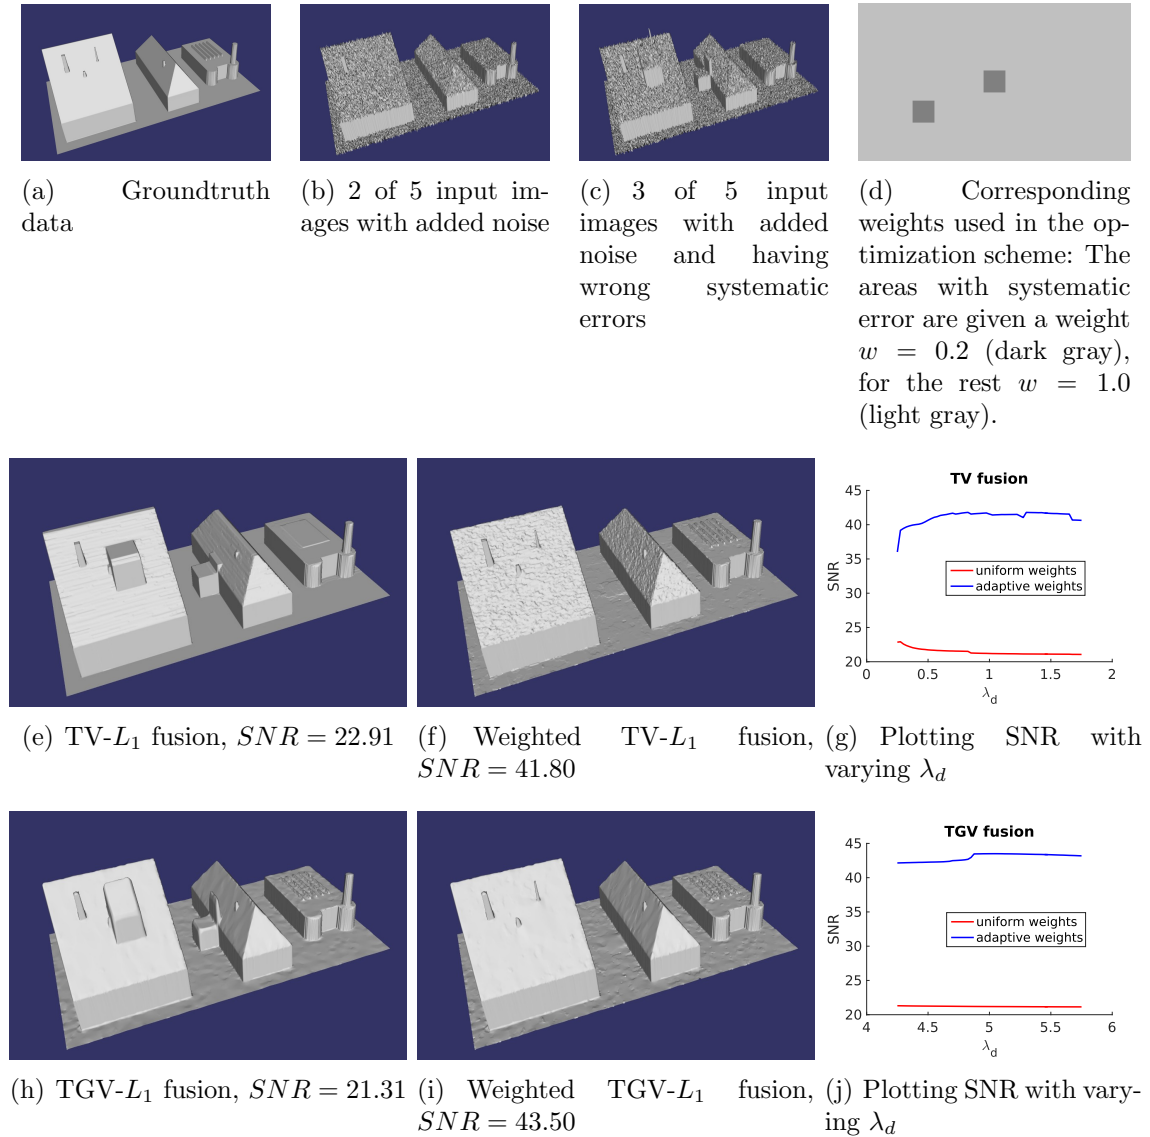 (a) Groundtruth
data
(b) 2 of 5 input im-
ages with added noise
(c) 3 of 5 input
images with added
noise and having
wrong systematic
errors
(d) Corresponding
weights used in the op-
timization scheme: The
areas with systematic
error are given a weight
w = 0.2 (dark gray),
for the rest w = 1.0
(light gray).
TV fusion
45
40
35
30
25
20
SNR
uniform weights
adaptive weights
0 0.5 1 1.5 2
λd
(e) TV-L1 fusion, SNR = 22.91
(f) Weighted TV-L1 fusion,
SNR = 41.80
(g) Plotting SNR with
varying λd
TGV fusion
45
40
35
30
25
20
SNR
uniform weights
adaptive weights
4 4.5 5 5.5 6
λd
(h) TGV-L1 fusion, SNR = 21.31
(i) Weighted TGV-L1 fusion,
SNR = 43.50
(j) Plotting SNR with vary-
ing λd